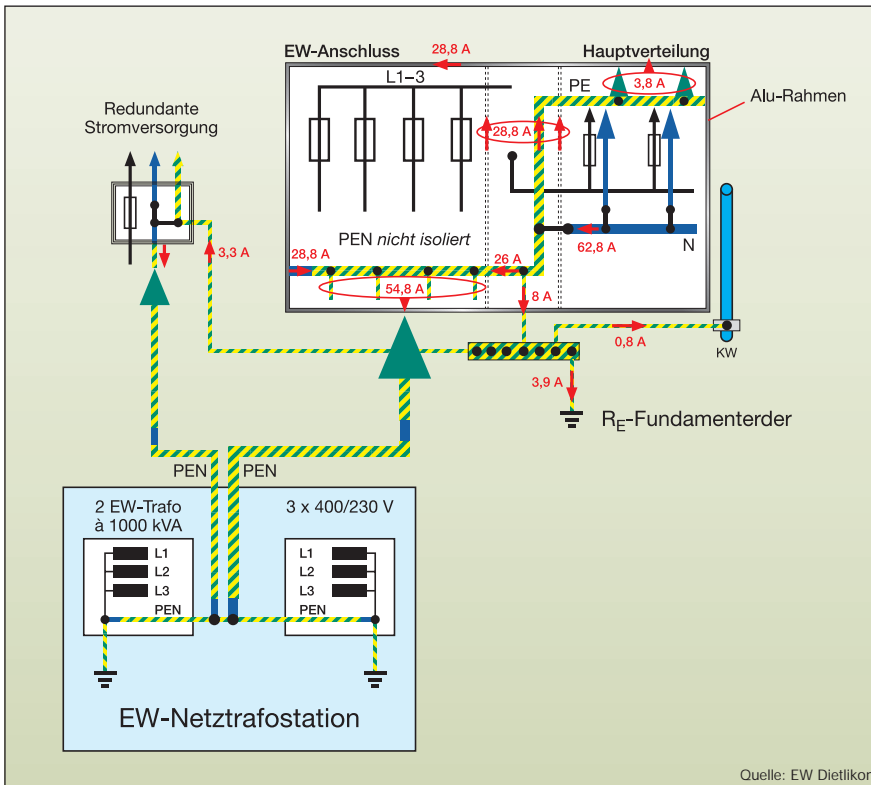 EW-Anschluss
28,8 A
Hauptverteilung
L1–3
PE
3,8 A
Alu-Rahmen
Redundante
Stromversorgung
28,8 A
PEN nicht isoliert
3,3 A
28,8 A
26 A
62,8 A
N
54,8 A
8 A
0,8 A
KW
3,9 A
RE-Fundamenterder
PEN
PEN
2 EW-Trafo
à 1000 kVA
3 x 400/230 V
L1
L2
L3
PEN
L1
L2
L3
PEN
EW-Netztrafostation
Quelle: EW Dietlikon